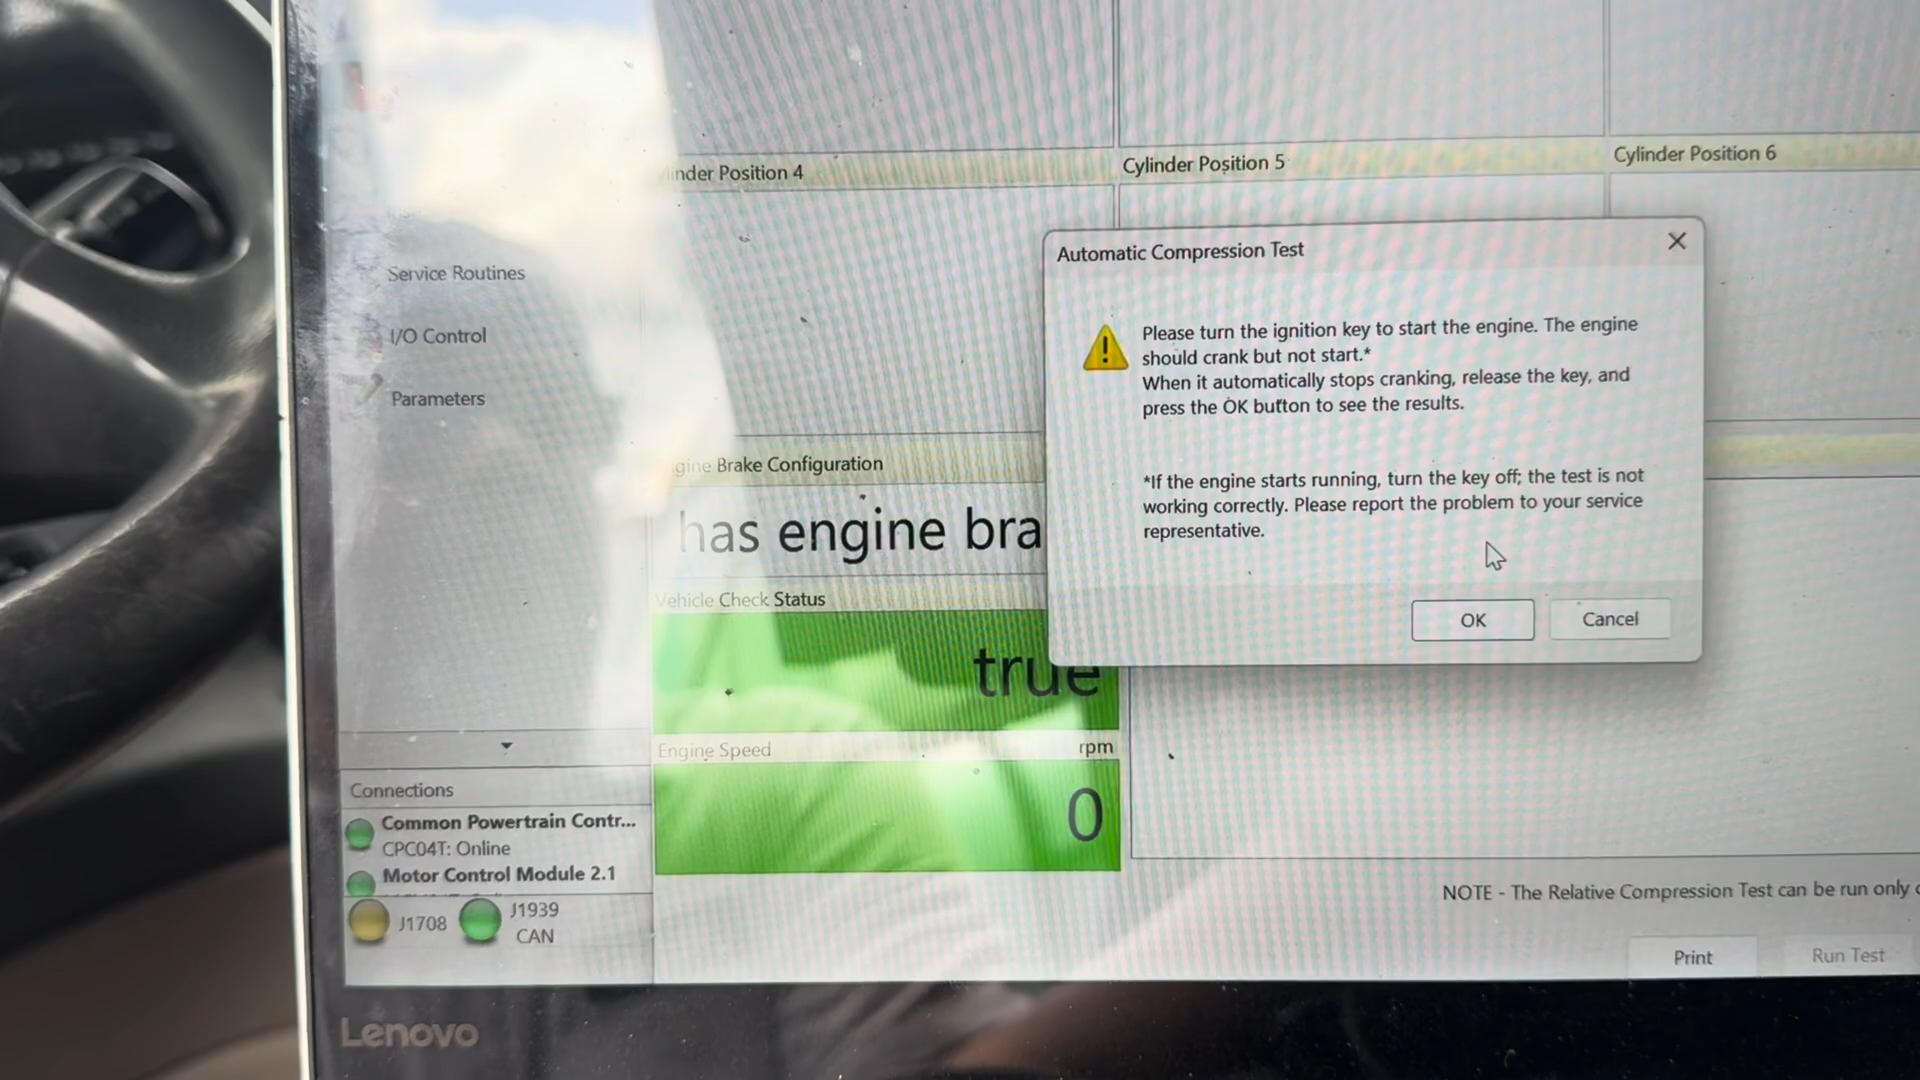 inder Position 4
Cylinder Position 5
Cylinder Position 6
Service Routines
I/O Control
Parameters
Automatic Compression Test
Please turn the ignition key to start the engine. The engine
should crank but not start.*
When it automatically stops cranking, release the key, and
press the OK button to see the results.
*If the engine starts running, turn the key off; the test is not
working correctly. Please report the problem to your service
representative.
OK
Cancel
gine Brake Configuration
has engine bra
Vehicle Check Status
true
Engine Speed
rpm
0
Connections
Common Powertrain Contr...
CPC04T: Online
Motor Control Module 2.1
J1708
J1939
CAN
NOTE - The Relative Compression Test can be run only
Print
Run Test
Lenovo